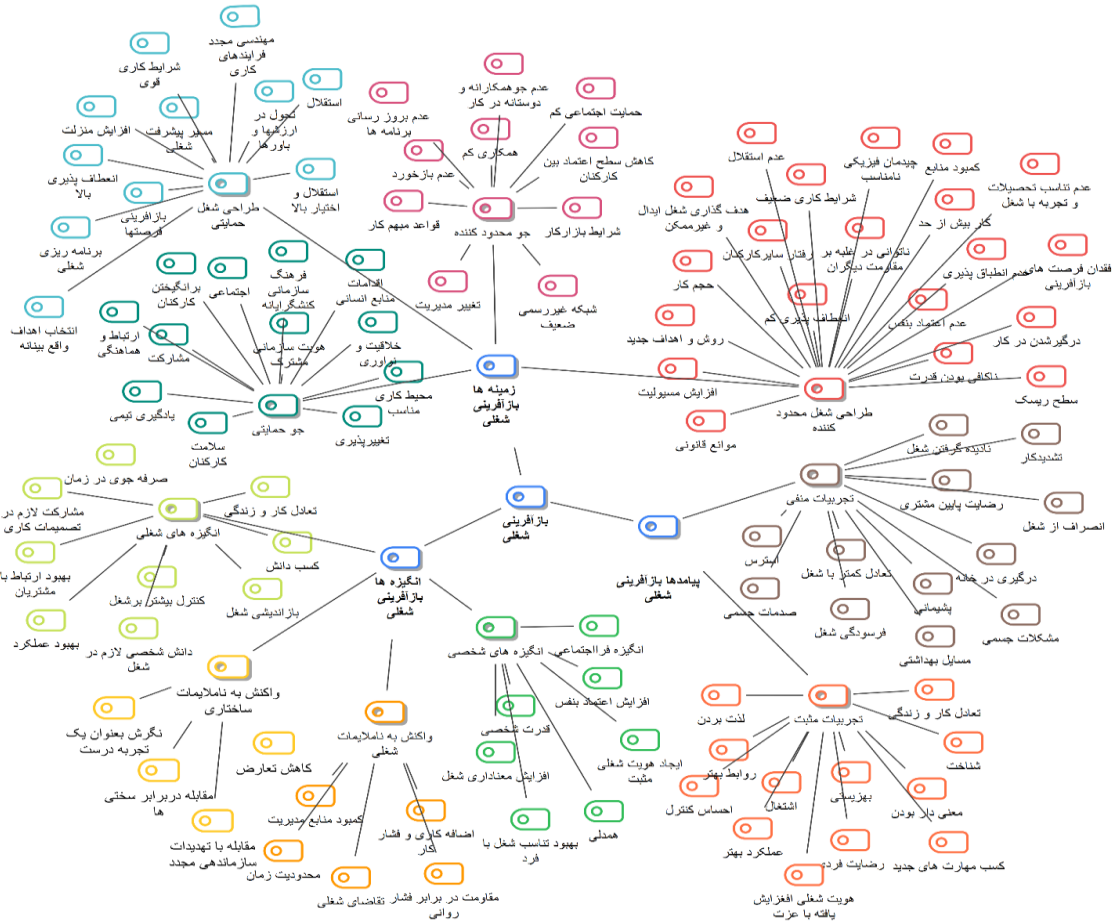 مهندسی مجدد
فرایندهای
کاری
شرایط کاری
قوی
استقلال
تحول در
ارزشها و
باورها
افزایش منزلت
مسیر پیشرفت
شغلی
انعطاف پذیری
بالا
استقلال و
اختیار بالا
بازآفرینی
فرصتها
طراحی شغل
حمایتی
برنامه ریزی
شغلی
انتخاب اهداف
واقع بینانه
عدم بروز رسانی
برنامه ها
عدم جوهمکارانه و
دوستانه در کار
حمایت اجتماعی کم
همکاری کم
عدم بازخورد
کاهش سطح اعتماد بین
کارکنان
قواعد مبهم کار
جو محدود کننده
شرایط بازارکار
تغییر مدیریت
شبکه غیررسمی
ضعیف
عدم استقلال
چیدمان فیزیکی
نامناسب
کمبود منابع
عدم تناسب تحصیلات
و تجربه با شغل
هدف گذاری شغل ایدال
و غیرممکن
شرایط کاری ضعیف
کار بیش از حد
رفتار سایرکارکنان
ناتوانی در غلبه بر
مقاومت دیگران
عدم انطباق پذیری
فقدان فرصت های
بازآفرینی
حجم کار
انعطاف پذیری کم
عدم اعتماد بنفس
روش و اهداف جدید
درگیرشدن در کار
ناکافی بودن قدرت
افزایش مسیولیت
سطح ریسک
طراحی شغل محدود
کننده
موانع قانونی
برانگیختن
کارکنان
اجتماعی
فرهنگ
سازمانی
کنشگرایانه
اقدامات
منابع انسانی
ارتباط و
هماهنگی
مشارکت
هویت سازمانی
مشترک
خلاقیت و
نوآوری
محیط کاری
مناسب
یادگیری تیمی
سلامت
کارکنان
جو حمایتی
تغییرپذیری
زمینه ها
بازآفرینی
شغلی
صرفه جوی در زمان
مشارکت لازم در
تصمیمات کاری
انگیزه های شغلی
تعادل کار و زندگی
کسب دانش
بهبود ارتباط با
مشتریان
کنترل بیشتر برشغل
بازاندیشی شغل
بهبود عملکرد
دانش شخصی لازم در
شغل
بازآفرینی
شغلی
انگیزه ها
بازآفرینی
شغلی
پیامدها بازآفرینی
شغلی
نادیده گرفتن شغل
تشدیدکار
تجربیات منفی
رضایت پایین مشتری
انصراف از شغل
استرس
تعادل کمتر با شغل
درگیری در خانه
صدمات جسمی
فرسودگی شغل
پشیمانی
مشکلات جسمی
مسایل بهداشتی
واکنش به ناملایمات
ساختاری
نگرش بعنوان یک
تجربه درست
مقابله دربرابر سختی
ها
کاهش تعارض
مقابله با تهدیدات
سازماندهی مجدد
واکنش به ناملایمات
شغلی
کمبود منابع مدیریت
اضافه کاری و فشار
کار
محدودیت زمان
تقاضای شغلی
مقاومت در برابر فشار
روانی
انگیزه های شخصی
انگیزه فرااجتماعی
افزایش اعتماد بنفس
قدرت شخصی
ایجاد هویت شغلی
مثبت
افزایش معناداری شغل
بهبود تناسب شغل با
فرد
همدلی
تجربیات مثبت
لذت بردن
تعادل کار و زندگی
روابط بهتر
شناخت
احساس کنترل
اشتغال
بهزیستی
معنی دار بودن
عملکرد بهتر
رضایت فردی
کسب مهارت های جدید
هویت شغلی افغزایش
یافته با عزت